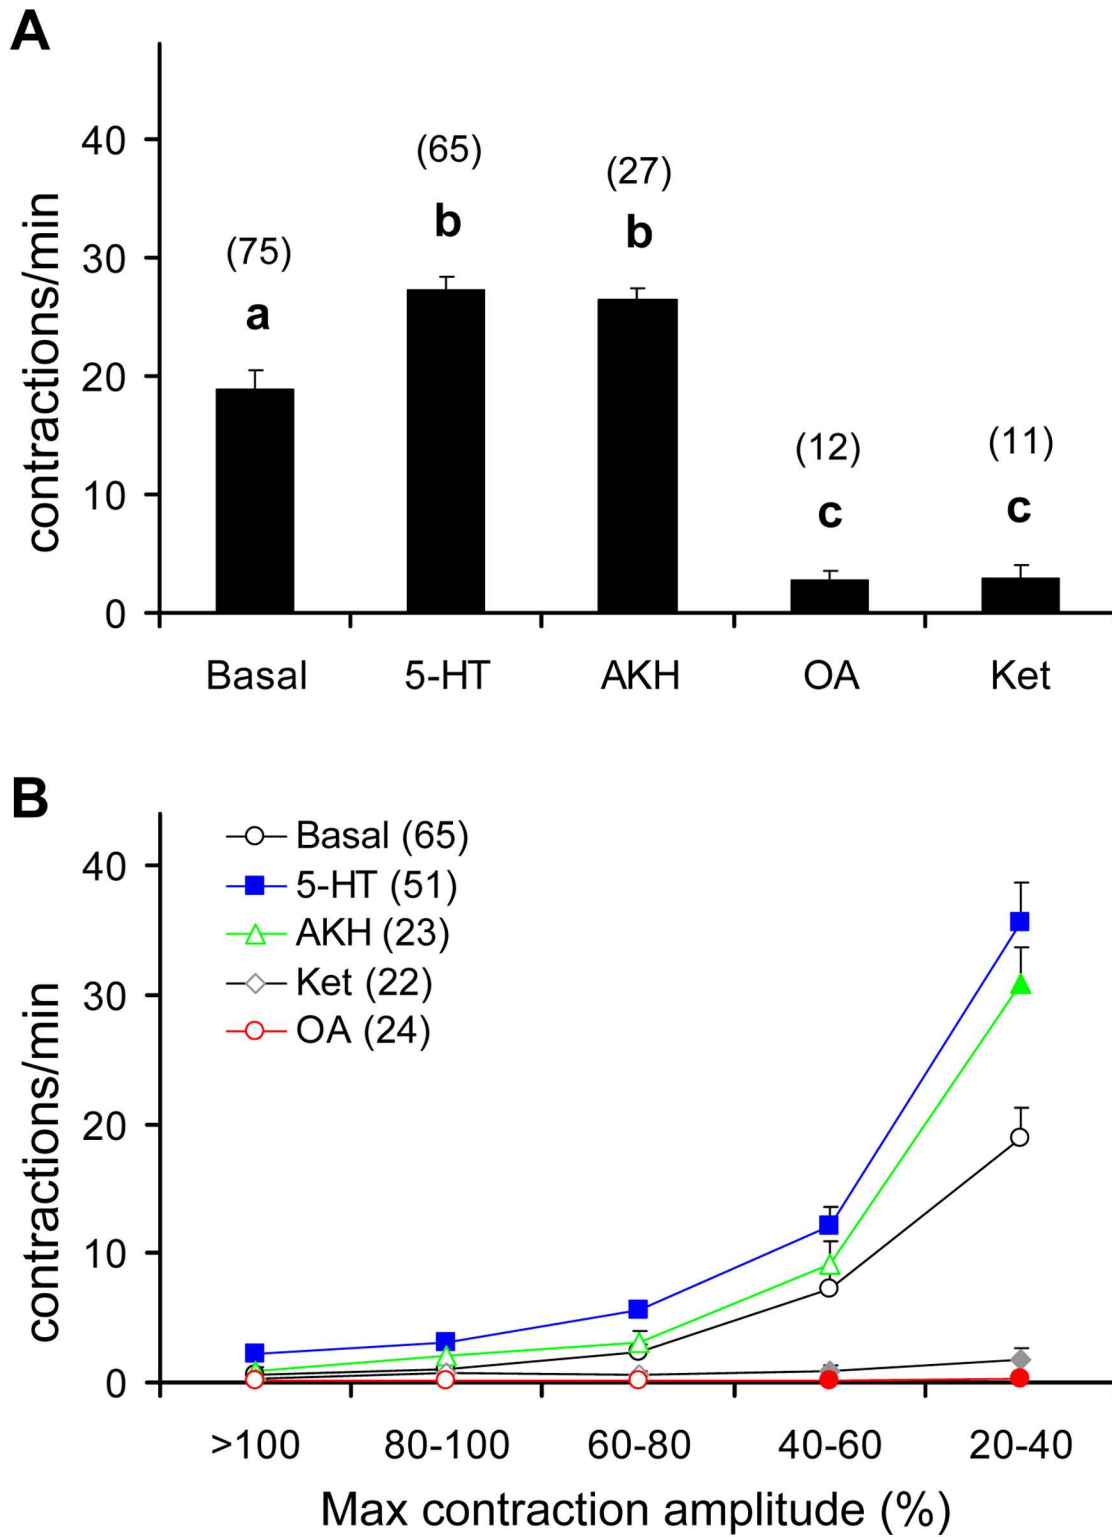 A
contractions/min
40
30
20
10
0
(75)
a
(65)
b
(27)
b
(12)
c
(11)
c
Basal 5-HT AKH OA Ket
B
contractions/min
40
30
20
10
0
Basal (65)
5-HT (51)
AKH (23)
Ket (22)
OA (24)
>100 80-100 60-80 40-60 20-40
Max contraction amplitude (%)